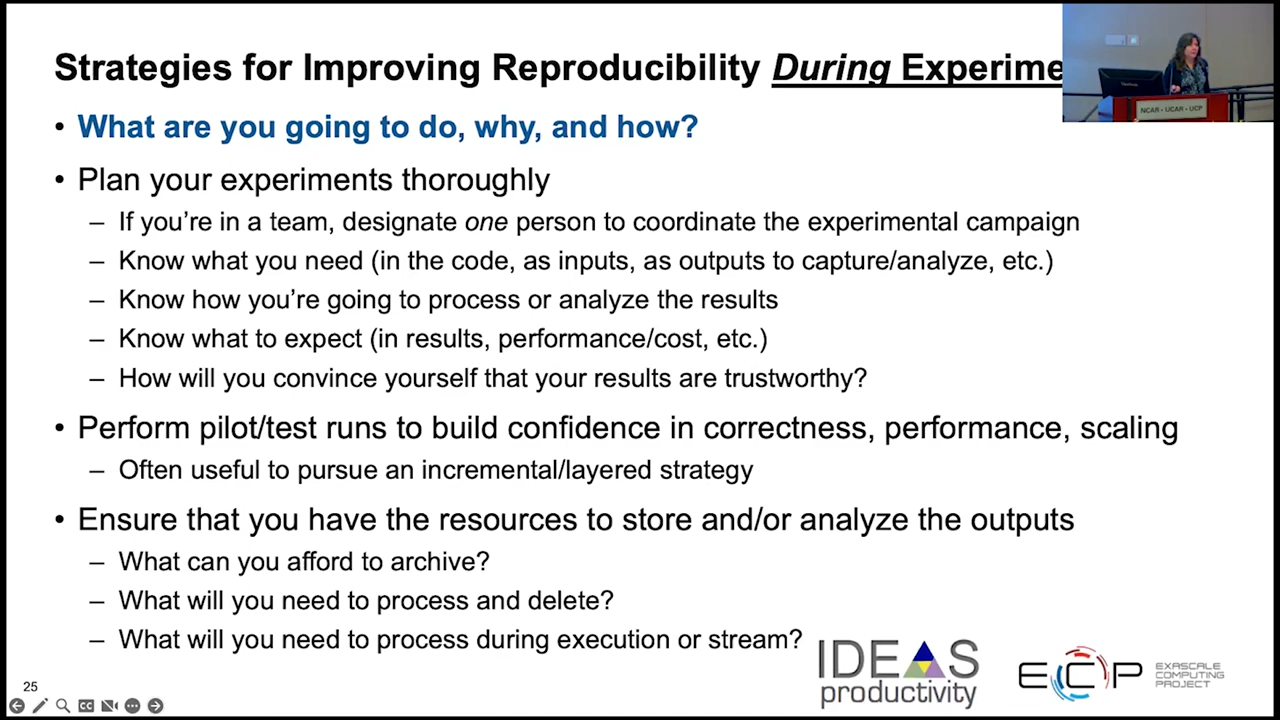 Strategies for Improving Reproducibility During Experime
• What are you going to do, why, and how?
• Plan your experiments thoroughly
– If you’re in a team, designate one person to coordinate the experimental campaign
– Know what you need (in the code, as inputs, as outputs to capture/analyze, etc.)
– Know how you’re going to process or analyze the results
– Know what to expect (in results, performance/cost, etc.)
– How will you convince yourself that your results are trustworthy?
• Perform pilot/test runs to build confidence in correctness, performance, scaling
– Often useful to pursue an incremental/layered strategy
• Ensure that you have the resources to store and/or analyze the outputs
– What can you afford to archive?
– What will you need to process and delete?
– What will you need to process during execution or stream?
NCAR - UCAR - UCP
IDEAS
productivity
ECP
EXASCALE
COMPUTING
PROJECT
25
CC